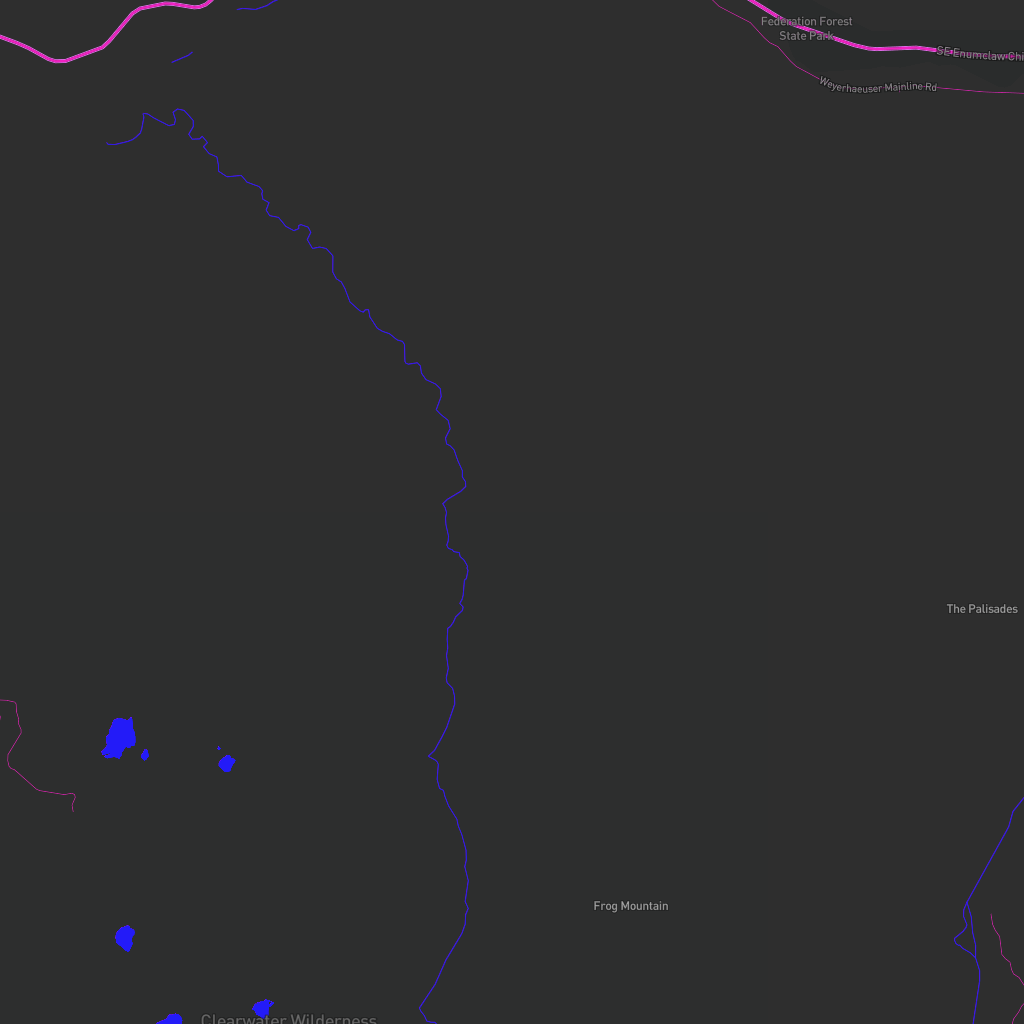 Federation Forest
State Park
SE Enumclaw Chi
Weyerhaeuser Mainline Rd
The Palisades
Frog Mountain
Clearwater Wilderness